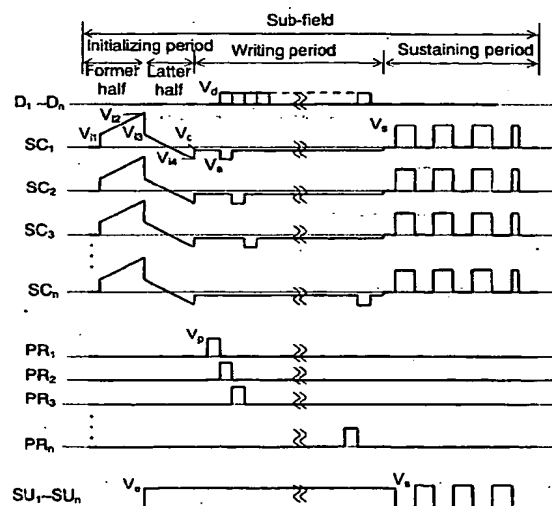 Sub-field
Initializing period Writing period Sustaining period
Former half Latter half
D₁~Dₙ Vd
SC₁ Vi1 Vi2 Vi3 Vi4 Vc Va Vs
SC₂
SC₃
SCₙ
PR₁ Vp
PR₂
PR₃
PRₙ
SU₁~SUₙ Ve Vs